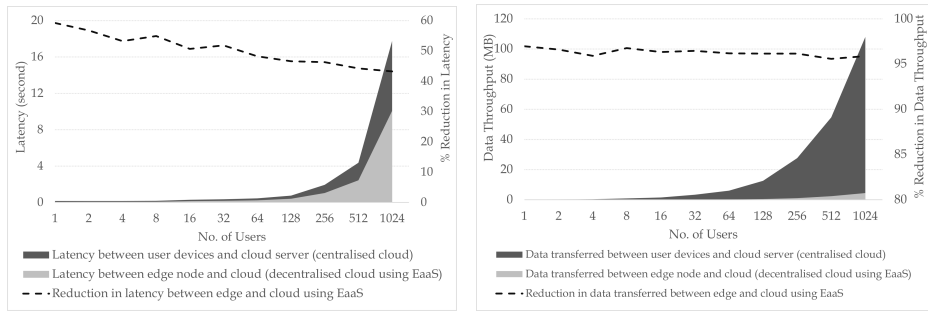 20
16
12
8
4
0
Latency (second)
60
50
40
30
20
10
0
% Reduction in Latency
1 2 4 8 16 32 64 128 256 512 1024
No. of Users
Latency between user devices and cloud server (centralised cloud)
Latency between edge node and cloud (decentralised cloud using EaaS)
Reduction in latency between edge and cloud using EaaS
120
100
80
60
40
20
0
Data Throughput (MB)
100
95
90
85
80
% Reduction in Data Throughput
1 2 4 8 16 32 64 128 256 512 1024
No. of Users
Data transferred between user devices and cloud server (centralised cloud)
Data transferred between edge node and cloud (decentralised cloud using EaaS)
Reduction in data transferred between edge and cloud using EaaS